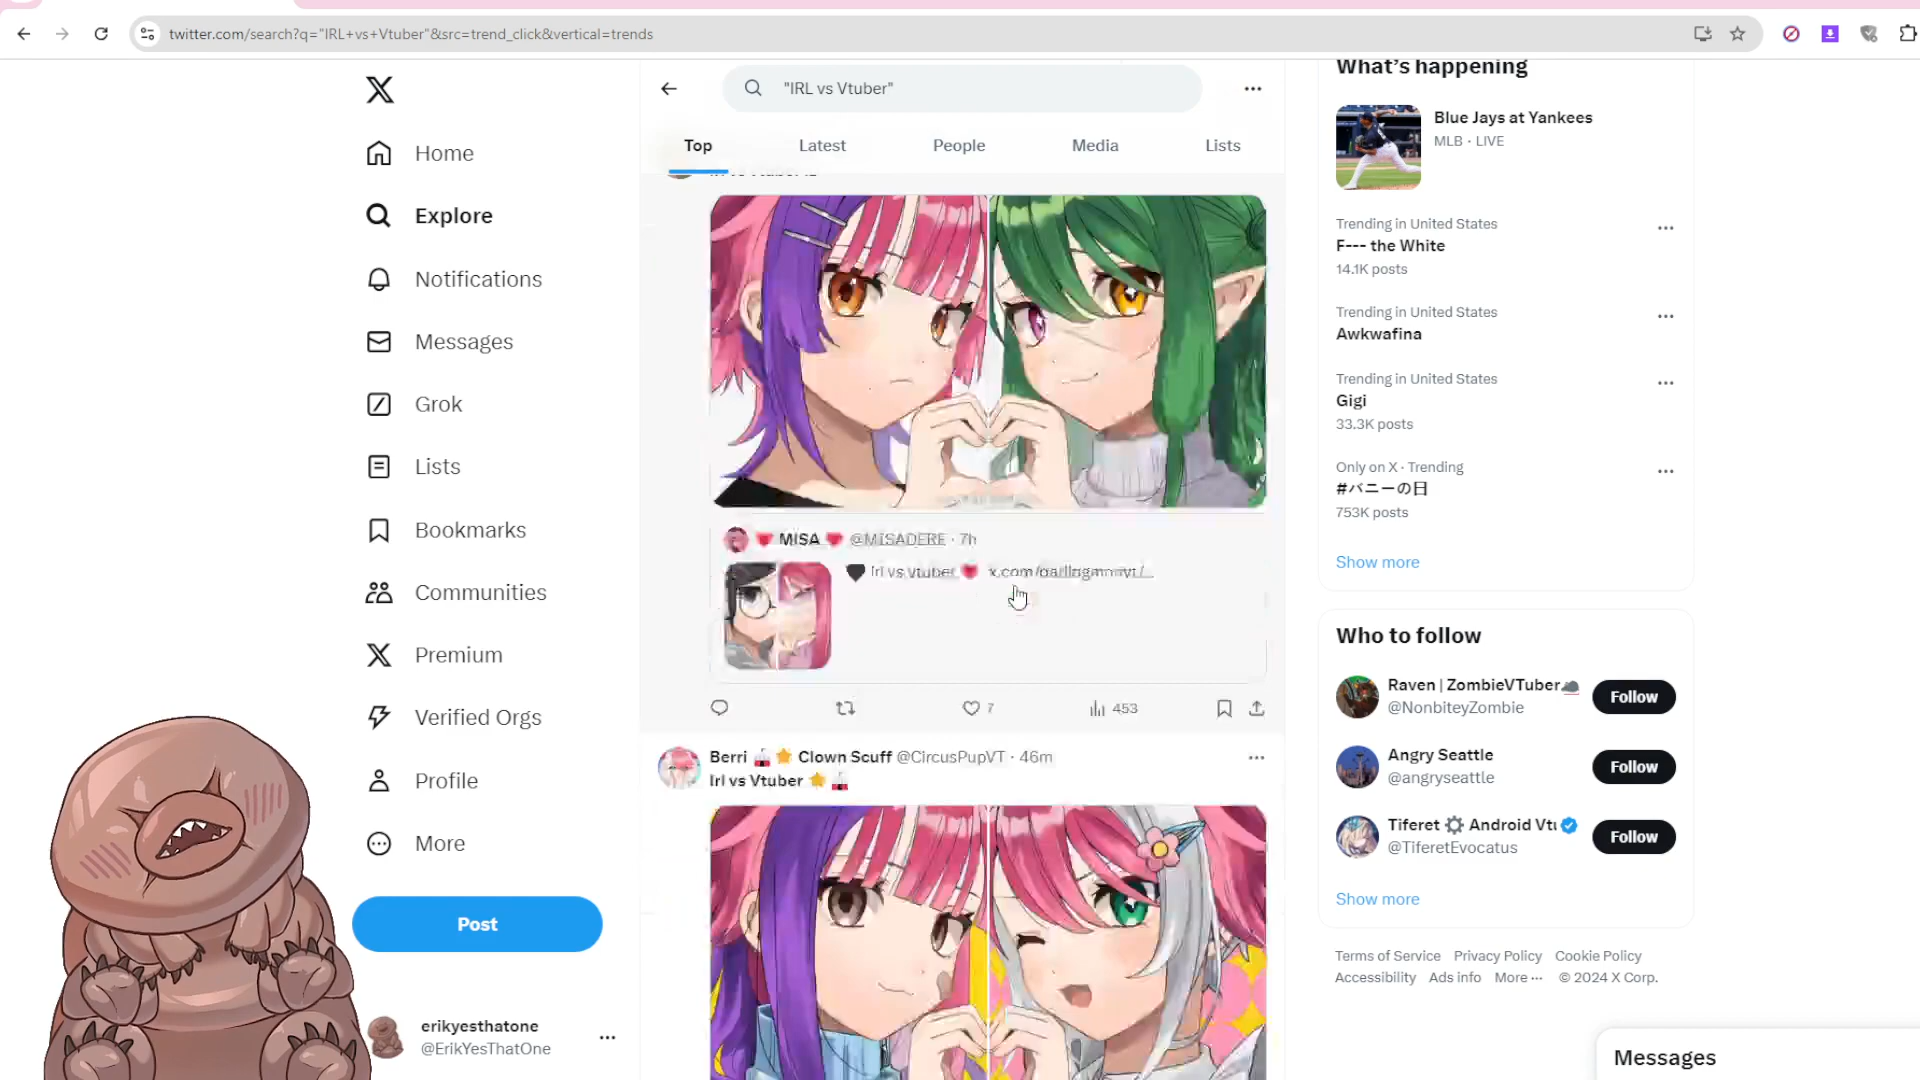 twitter.com/search?q="IRL+vs+Vtuber"&src=trend_click&vertical=trends
Home
Explore
Notifications
Messages
Grok
Lists
Bookmarks
Communities
Premium
Verified Orgs
Profile
More
Post
erikyesthatone
@ErikYesThatOne
"IRL vs Vtuber"
Top
Latest
People
Media
Lists
MISA @MISADERE · 7h
Irl vs vtuber
7
453
Berri Clown Scuff @CircusPupVT · 46m
Irl vs Vtuber
What's happening
Blue Jays at Yankees
MLB · LIVE
Trending in United States
F--- the White
14.1K posts
Trending in United States
Awkwafina
Trending in United States
Gigi
33.3K posts
Only on X · Trending
#バニーの日
753K posts
Show more
Who to follow
Raven | ZombieVTuber
@NonbiteyZombie
Follow
Angry Seattle
@angryseattle
Follow
Tiferet Android Vtu
@TiferetEvocatus
Follow
Show more
Terms of Service Privacy Policy Cookie Policy
Accessibility Ads info More ··· © 2024 X Corp.
Messages